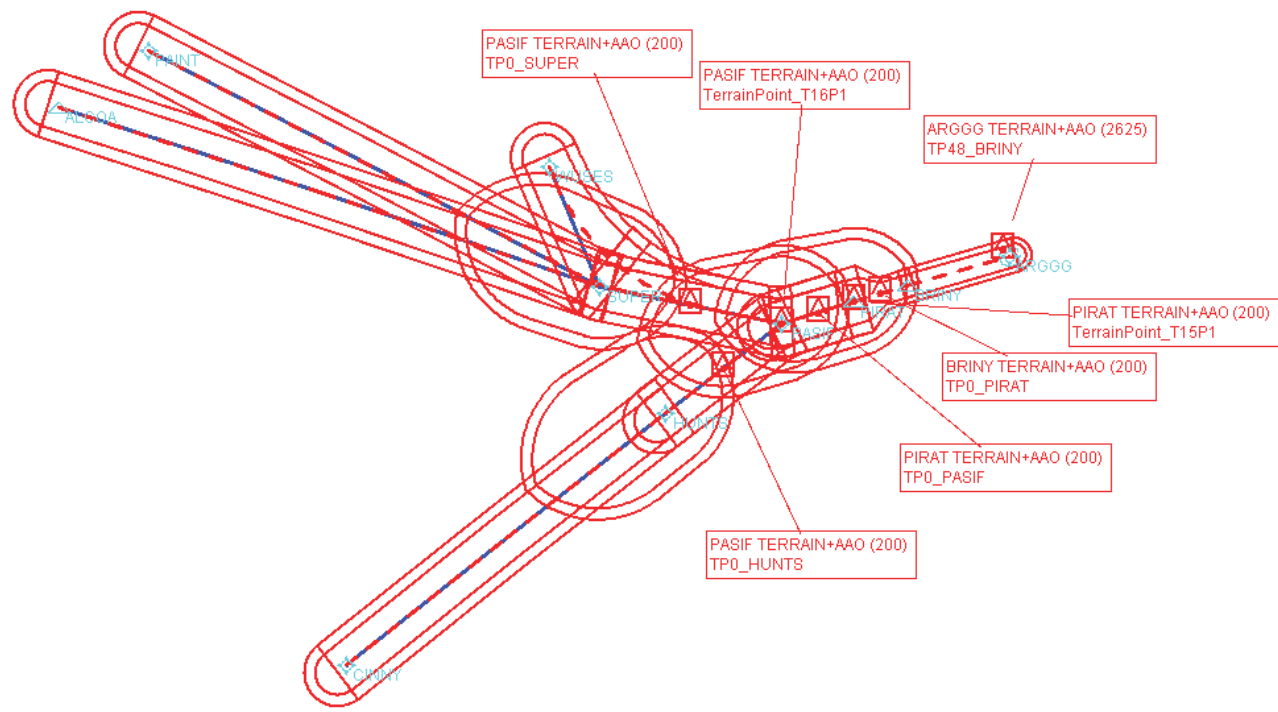 PAINT
ALCOA
PASIF TERRAIN+AAO (200)
TP0_SUPER
PASIF TERRAIN+AAO (200)
TerrainPoint_T16P1
ARGGG TERRAIN+AAO (2625)
TP48_BRINY
WUSES
SUPER
PASIF
PIRAT
BRINY
ARGGG
PIRAT TERRAIN+AAO (200)
TerrainPoint_T15P1
BRINY TERRAIN+AAO (200)
TP0_PIRAT
HUNTS
PIRAT TERRAIN+AAO (200)
TP0_PASIF
PASIF TERRAIN+AAO (200)
TP0_HUNTS
CINNY